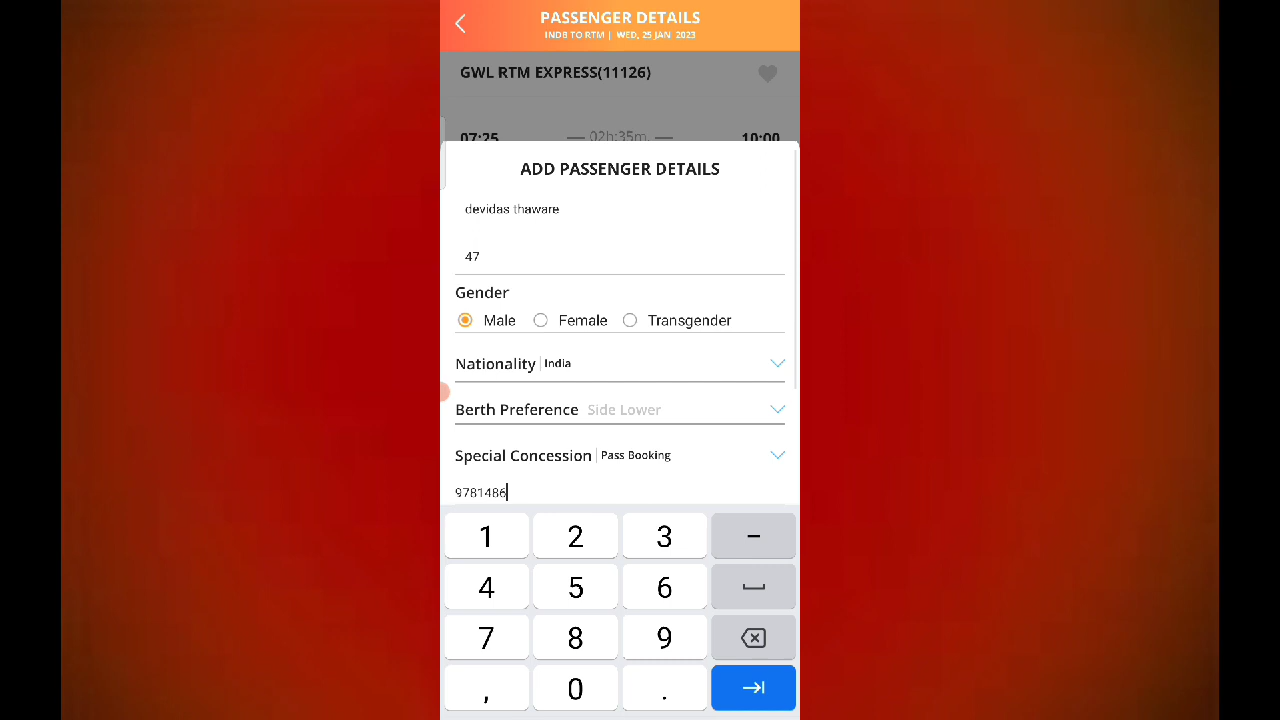 PASSENGER DETAILS
INDB TO RTM | WED, 25 JAN 2023
GWL RTM EXPRESS(11126)
07:25 — 02h:35m. — 10:00
ADD PASSENGER DETAILS
devidas thaware
47
Gender
Male Female Transgender
Nationality | India
Berth Preference Side Lower
Special Concession | Pass Booking
9781486
1 2 3 –
4 5 6
7 8 9
, 0 .